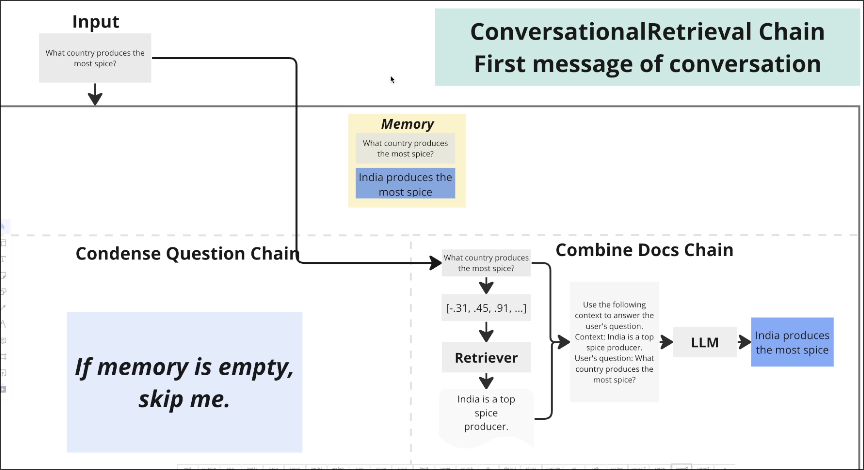 Input
What country produces the
most spice?
ConversationalRetrieval Chain
First message of conversation
Memory
What country produces
the most spice?
India produces the
most spice
Condense Question Chain
If memory is empty,
skip me.
Combine Docs Chain
What country produces
the most spice?
[-.31, .45, .91, ...]
Retriever
India is a top
spice
producer.
Use the following
context to answer the
user's question.
Context: India is a top
spice producer.
User's question: What
country produces the
most spice?
LLM
India produces
the most spice